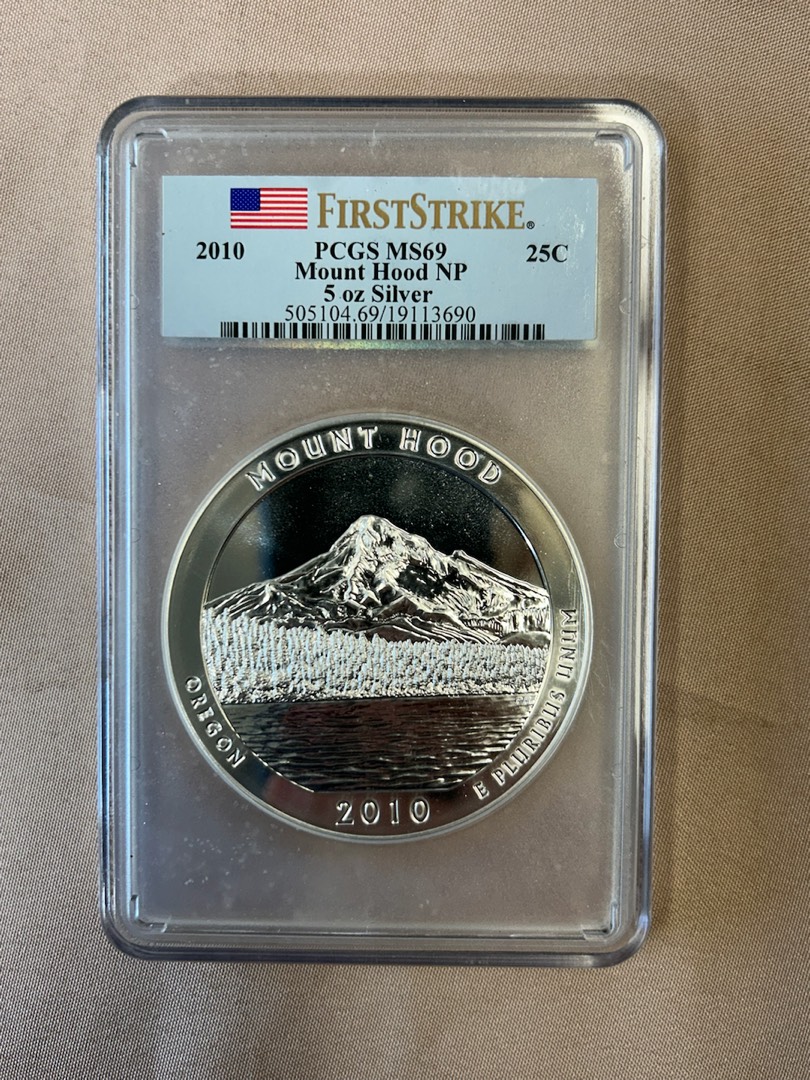 FIRSTSTRIKE®
2010 PCGS MS69 25C
Mount Hood NP
5 oz Silver
505104.69/19113690
MOUNT HOOD
OREGON
E PLURIBUS UNUM
2010